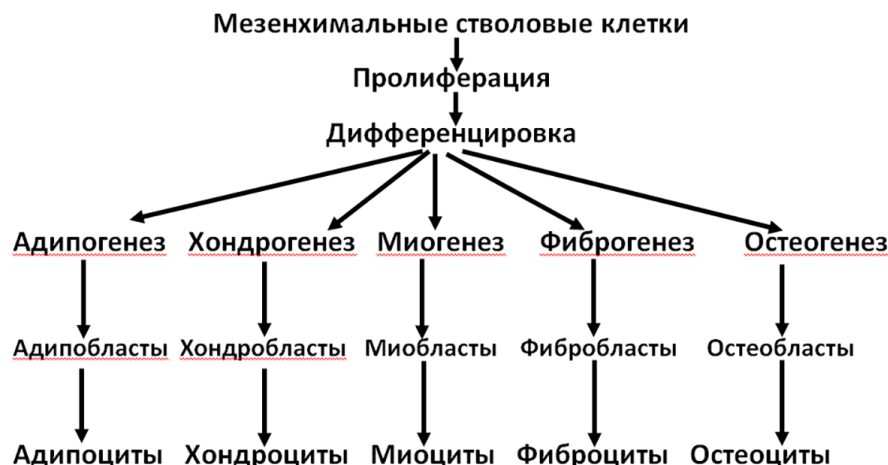 Мезенхимальные стволовые клетки
Пролиферация
Дифференцировка
Адипогенез Хондрогенез Миогенез Фиброгенез Остеогенез
Адипобласты Хондробласты Миобласты Фибробласты Остеобласты
Адипоциты Хондроциты Миоциты Фиброциты Остеоциты